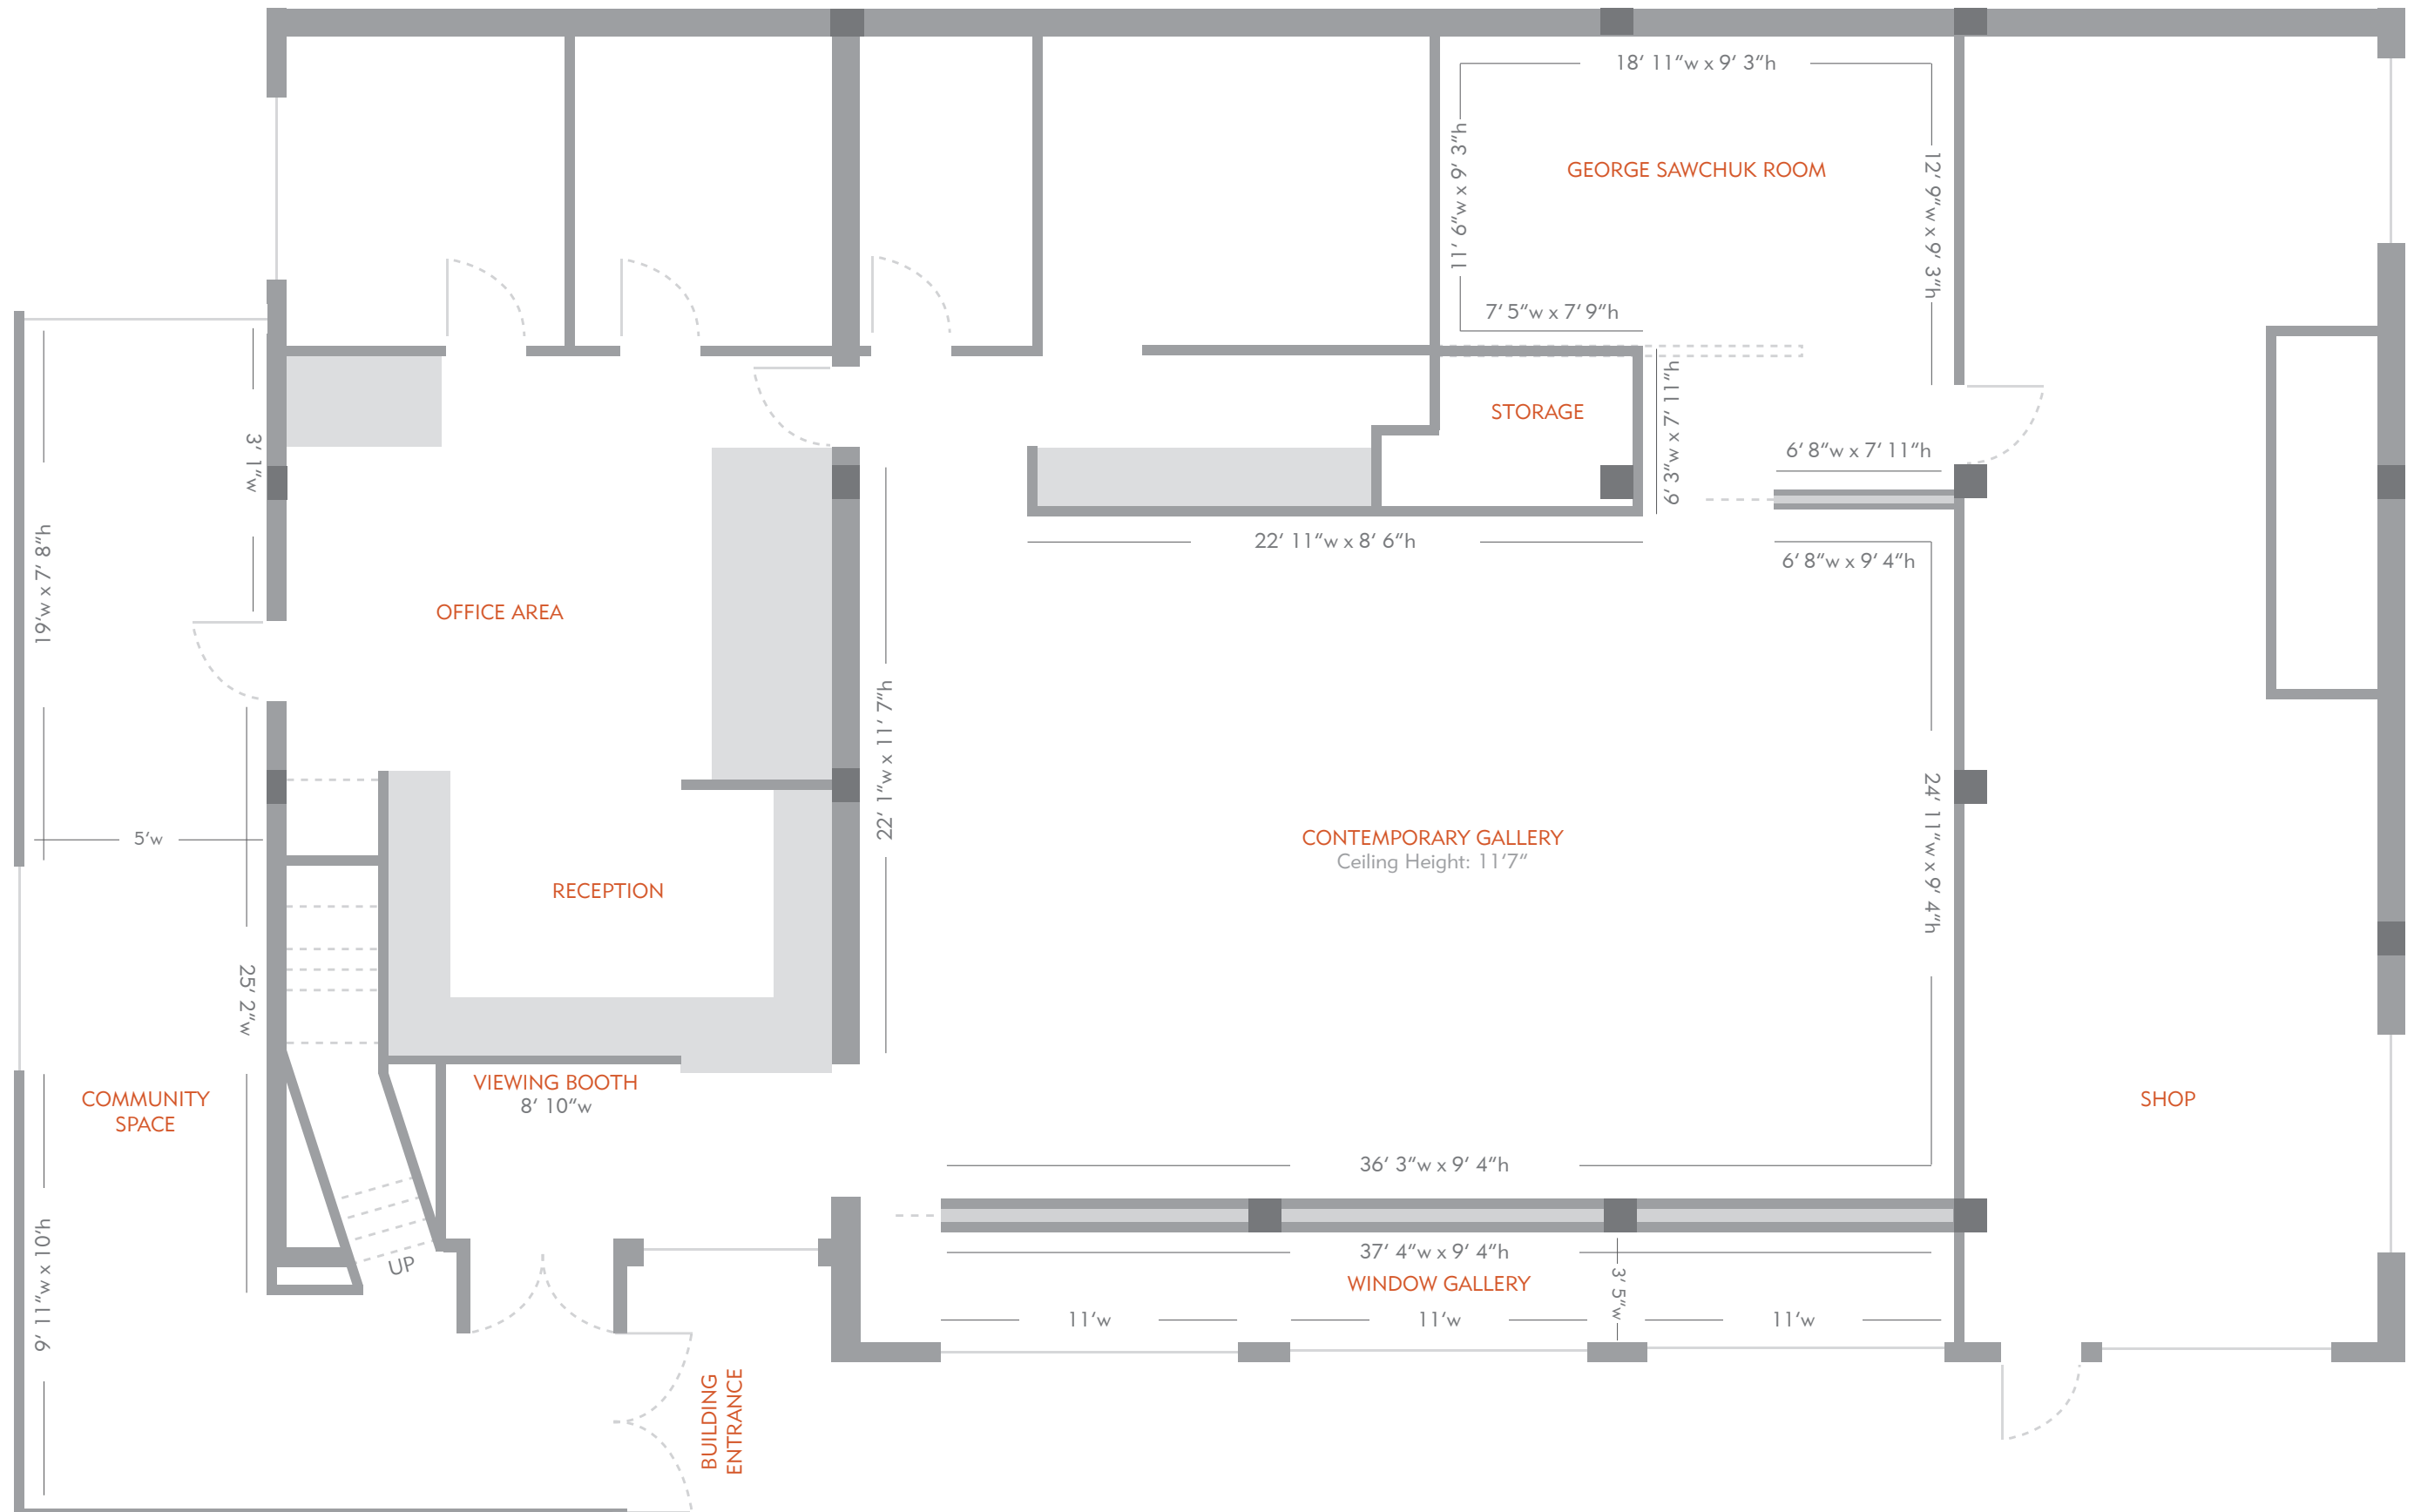 18' 11"w x 9' 3"h
11' 6"w x 9' 3"h
GEORGE SAWCHUK ROOM
12' 9"w x 9' 3"h
7' 5"w x 7' 9"h
STORAGE
6' 3"w x 7' 11"h
6' 8"w x 7' 11"h
22' 11"w x 8' 6"h
6' 8"w x 9' 4"h
3' 1"w
19'w x 7' 8"h
OFFICE AREA
22' 1"w x 11' 7"h
5'w
CONTEMPORARY GALLERY
Ceiling Height: 11'7"
24' 11"w x 9' 4"h
RECEPTION
25' 2"w
VIEWING BOOTH
8' 10"w
COMMUNITY
SPACE
SHOP
36' 3"w x 9' 4"h
9' 11"w x 10'h
UP
37' 4"w x 9' 4"h
WINDOW GALLERY
3' 5"w
11'w
11'w
11'w
BUILDING
ENTRANCE